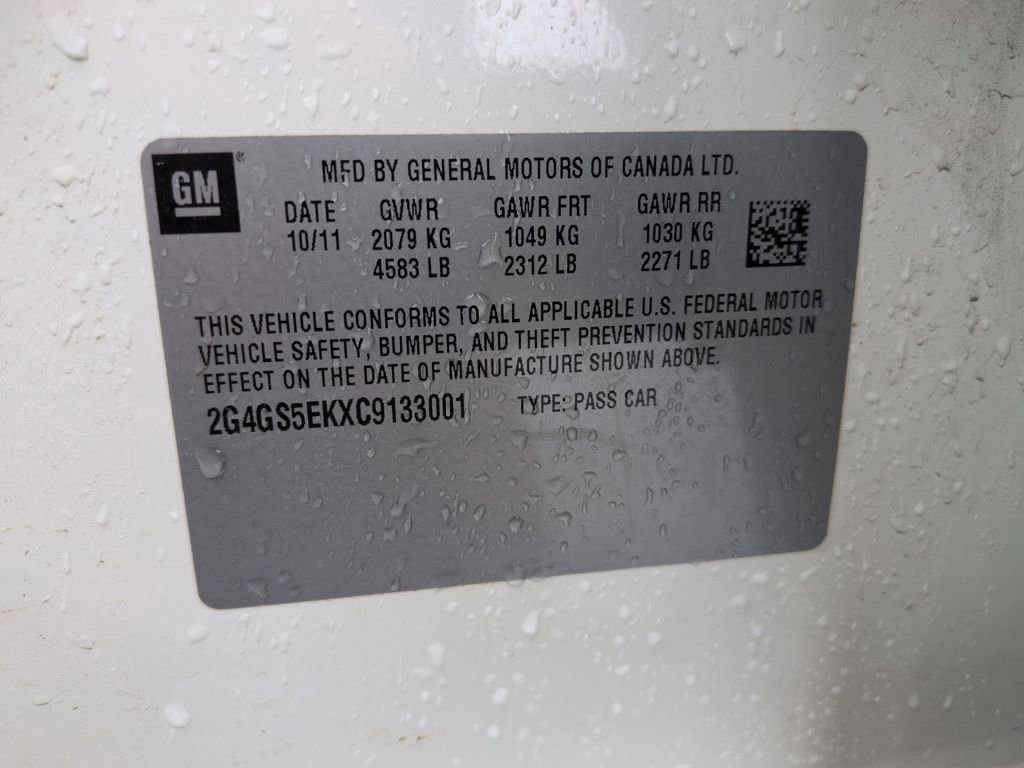 GM®
MFD BY GENERAL MOTORS OF CANADA LTD.
DATE GVWR GAWR FRT GAWR RR
10/11 2079 KG 1049 KG 1030 KG
4583 LB 2312 LB 2271 LB
THIS VEHICLE CONFORMS TO ALL APPLICABLE U.S. FEDERAL MOTOR
VEHICLE SAFETY, BUMPER, AND THEFT PREVENTION STANDARDS IN
EFFECT ON THE DATE OF MANUFACTURE SHOWN ABOVE.
2G4GS5EKXC9133001 TYPE: PASS CAR